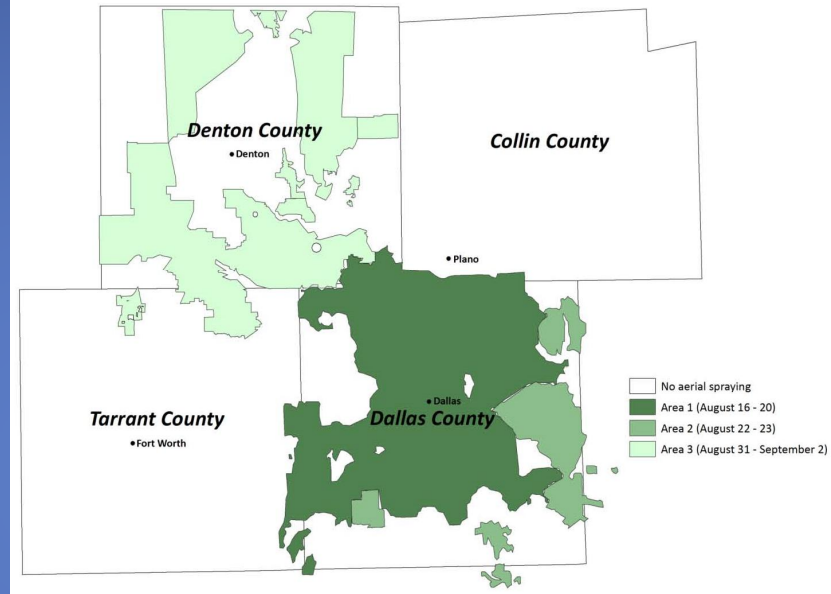 Denton County
Denton
Collin County
Plano
Tarrant County
Fort Worth
Dallas
Dallas County
No aerial spraying
Area 1 (August 16 - 20)
Area 2 (August 22 - 23)
Area 3 (August 31 - September 2)